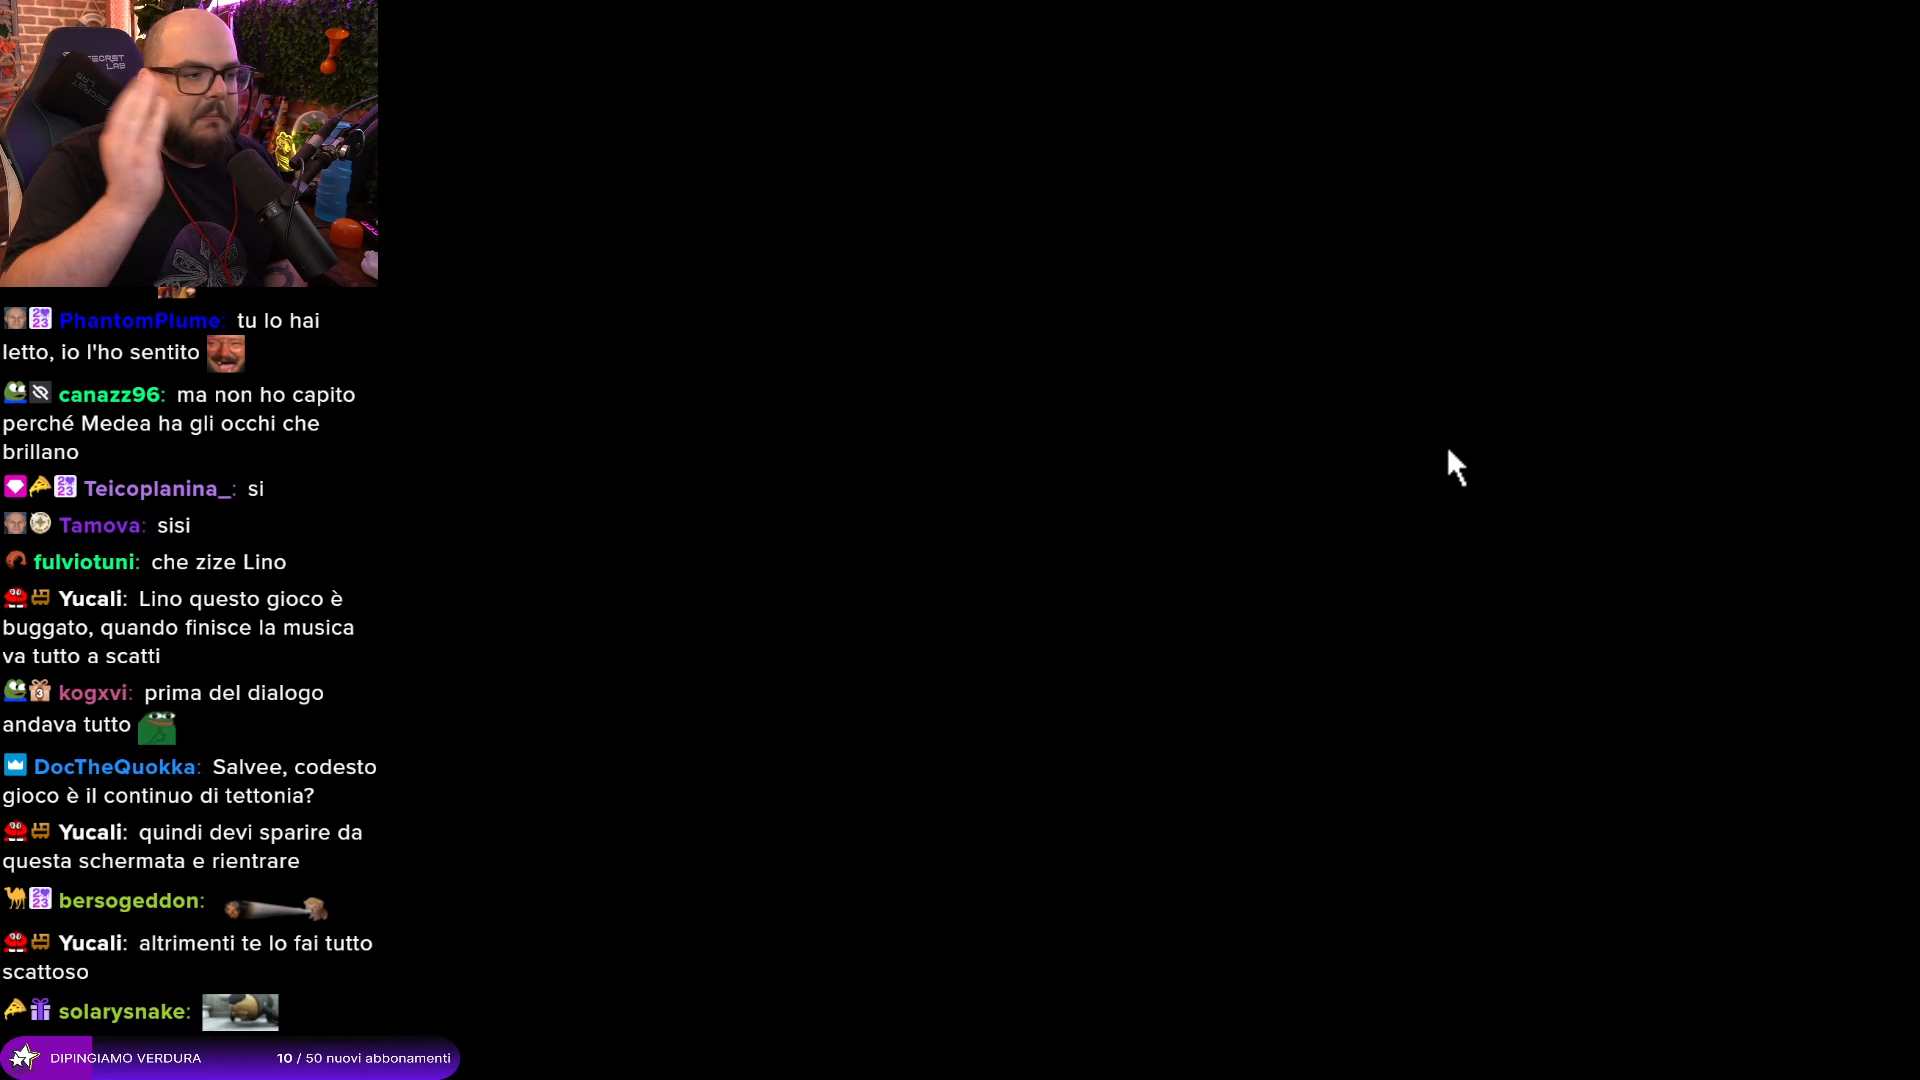 SECRET
LAB
PhantomPlume: tu lo hai
letto, io l'ho sentito
canazz96: ma non ho capito
perché Medea ha gli occhi che
brillano
Teicoplanina_: si
Tamova: sisi
fulviotuni: che zize Lino
Yucali: Lino questo gioco è
buggato, quando finisce la musica
va tutto a scatti
kogxvi: prima del dialogo
andava tutto
DocTheQuokka: Salvee, codesto
gioco è il continuo di tettonia?
Yucali: quindi devi sparire da
questa schermata e rientrare
bersogeddon:
Yucali: altrimenti te lo fai tutto
scattoso
solarysnake:
DIPINGIAMO VERDURA 10 / 50 nuovi abbonamenti